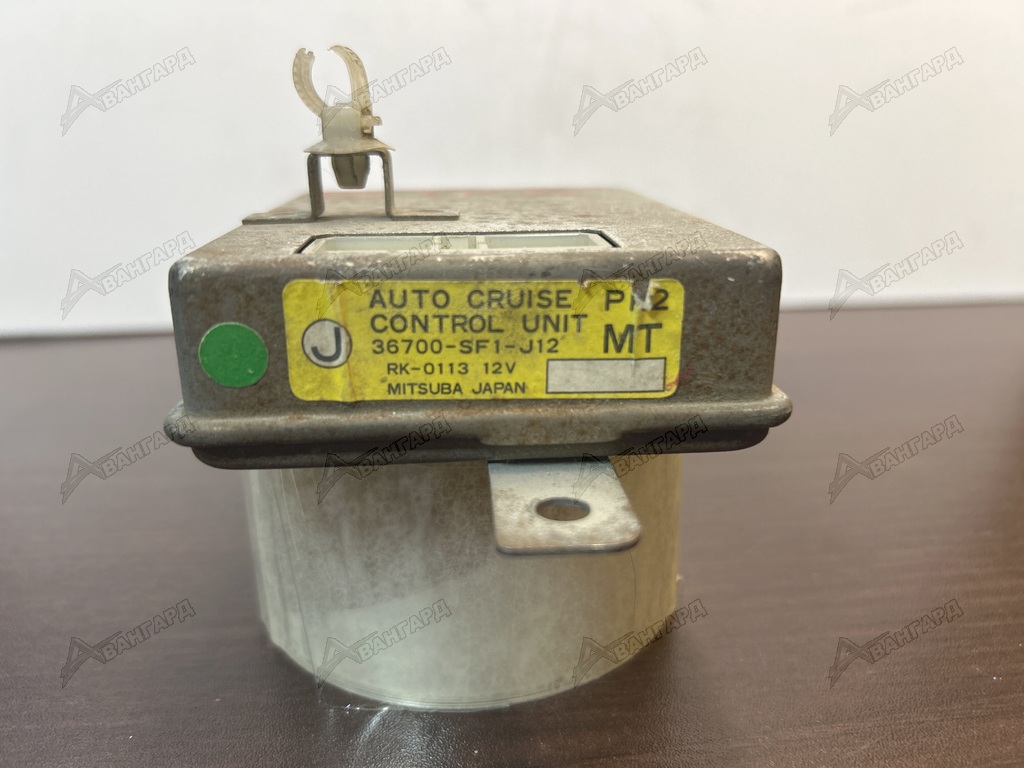 AUTO CRUISE
CONTROL UNIT
36700-SF1-J12
RK-0113 12V
MITSUBA JAPAN
MT
J
АВАНГАРД